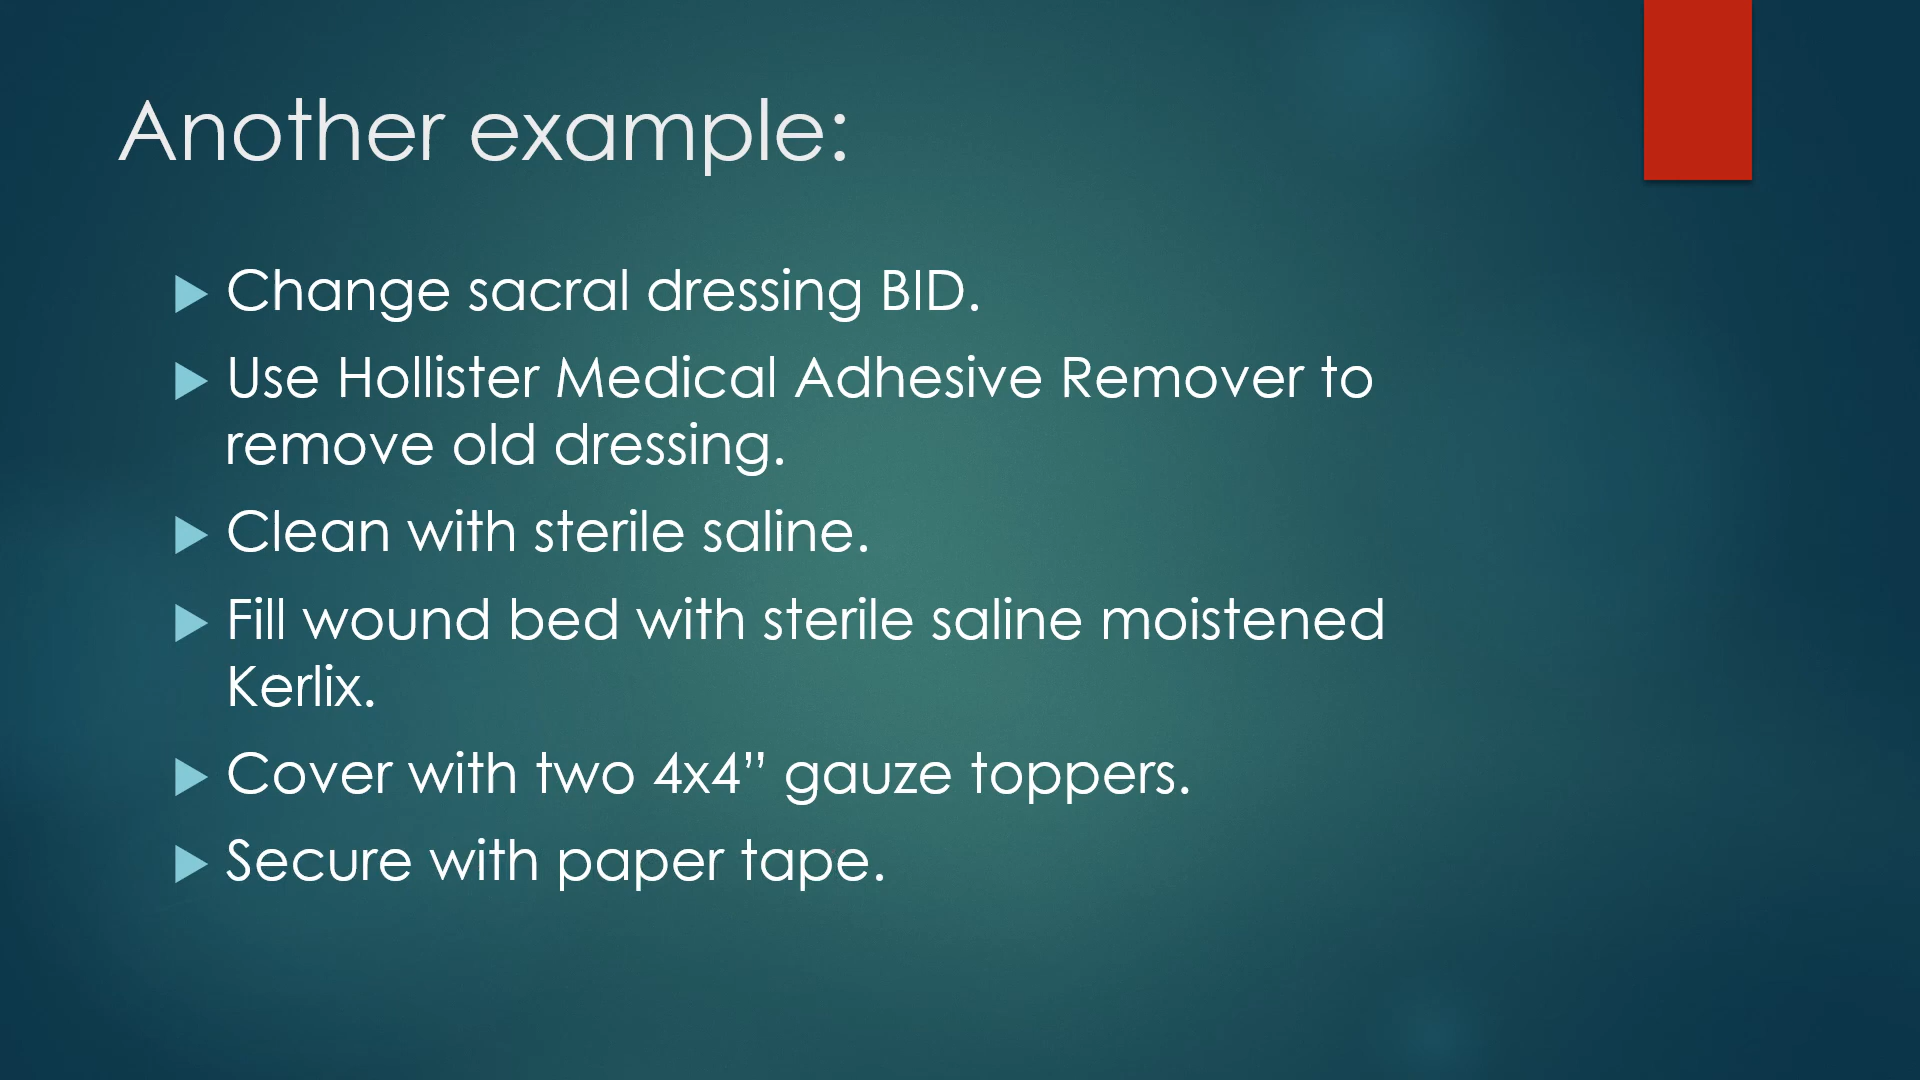 Another example:
Change sacral dressing BID.
Use Hollister Medical Adhesive Remover to
remove old dressing.
Clean with sterile saline.
Fill wound bed with sterile saline moistened
Kerlix.
Cover with two 4x4” gauze toppers.
Secure with paper tape.